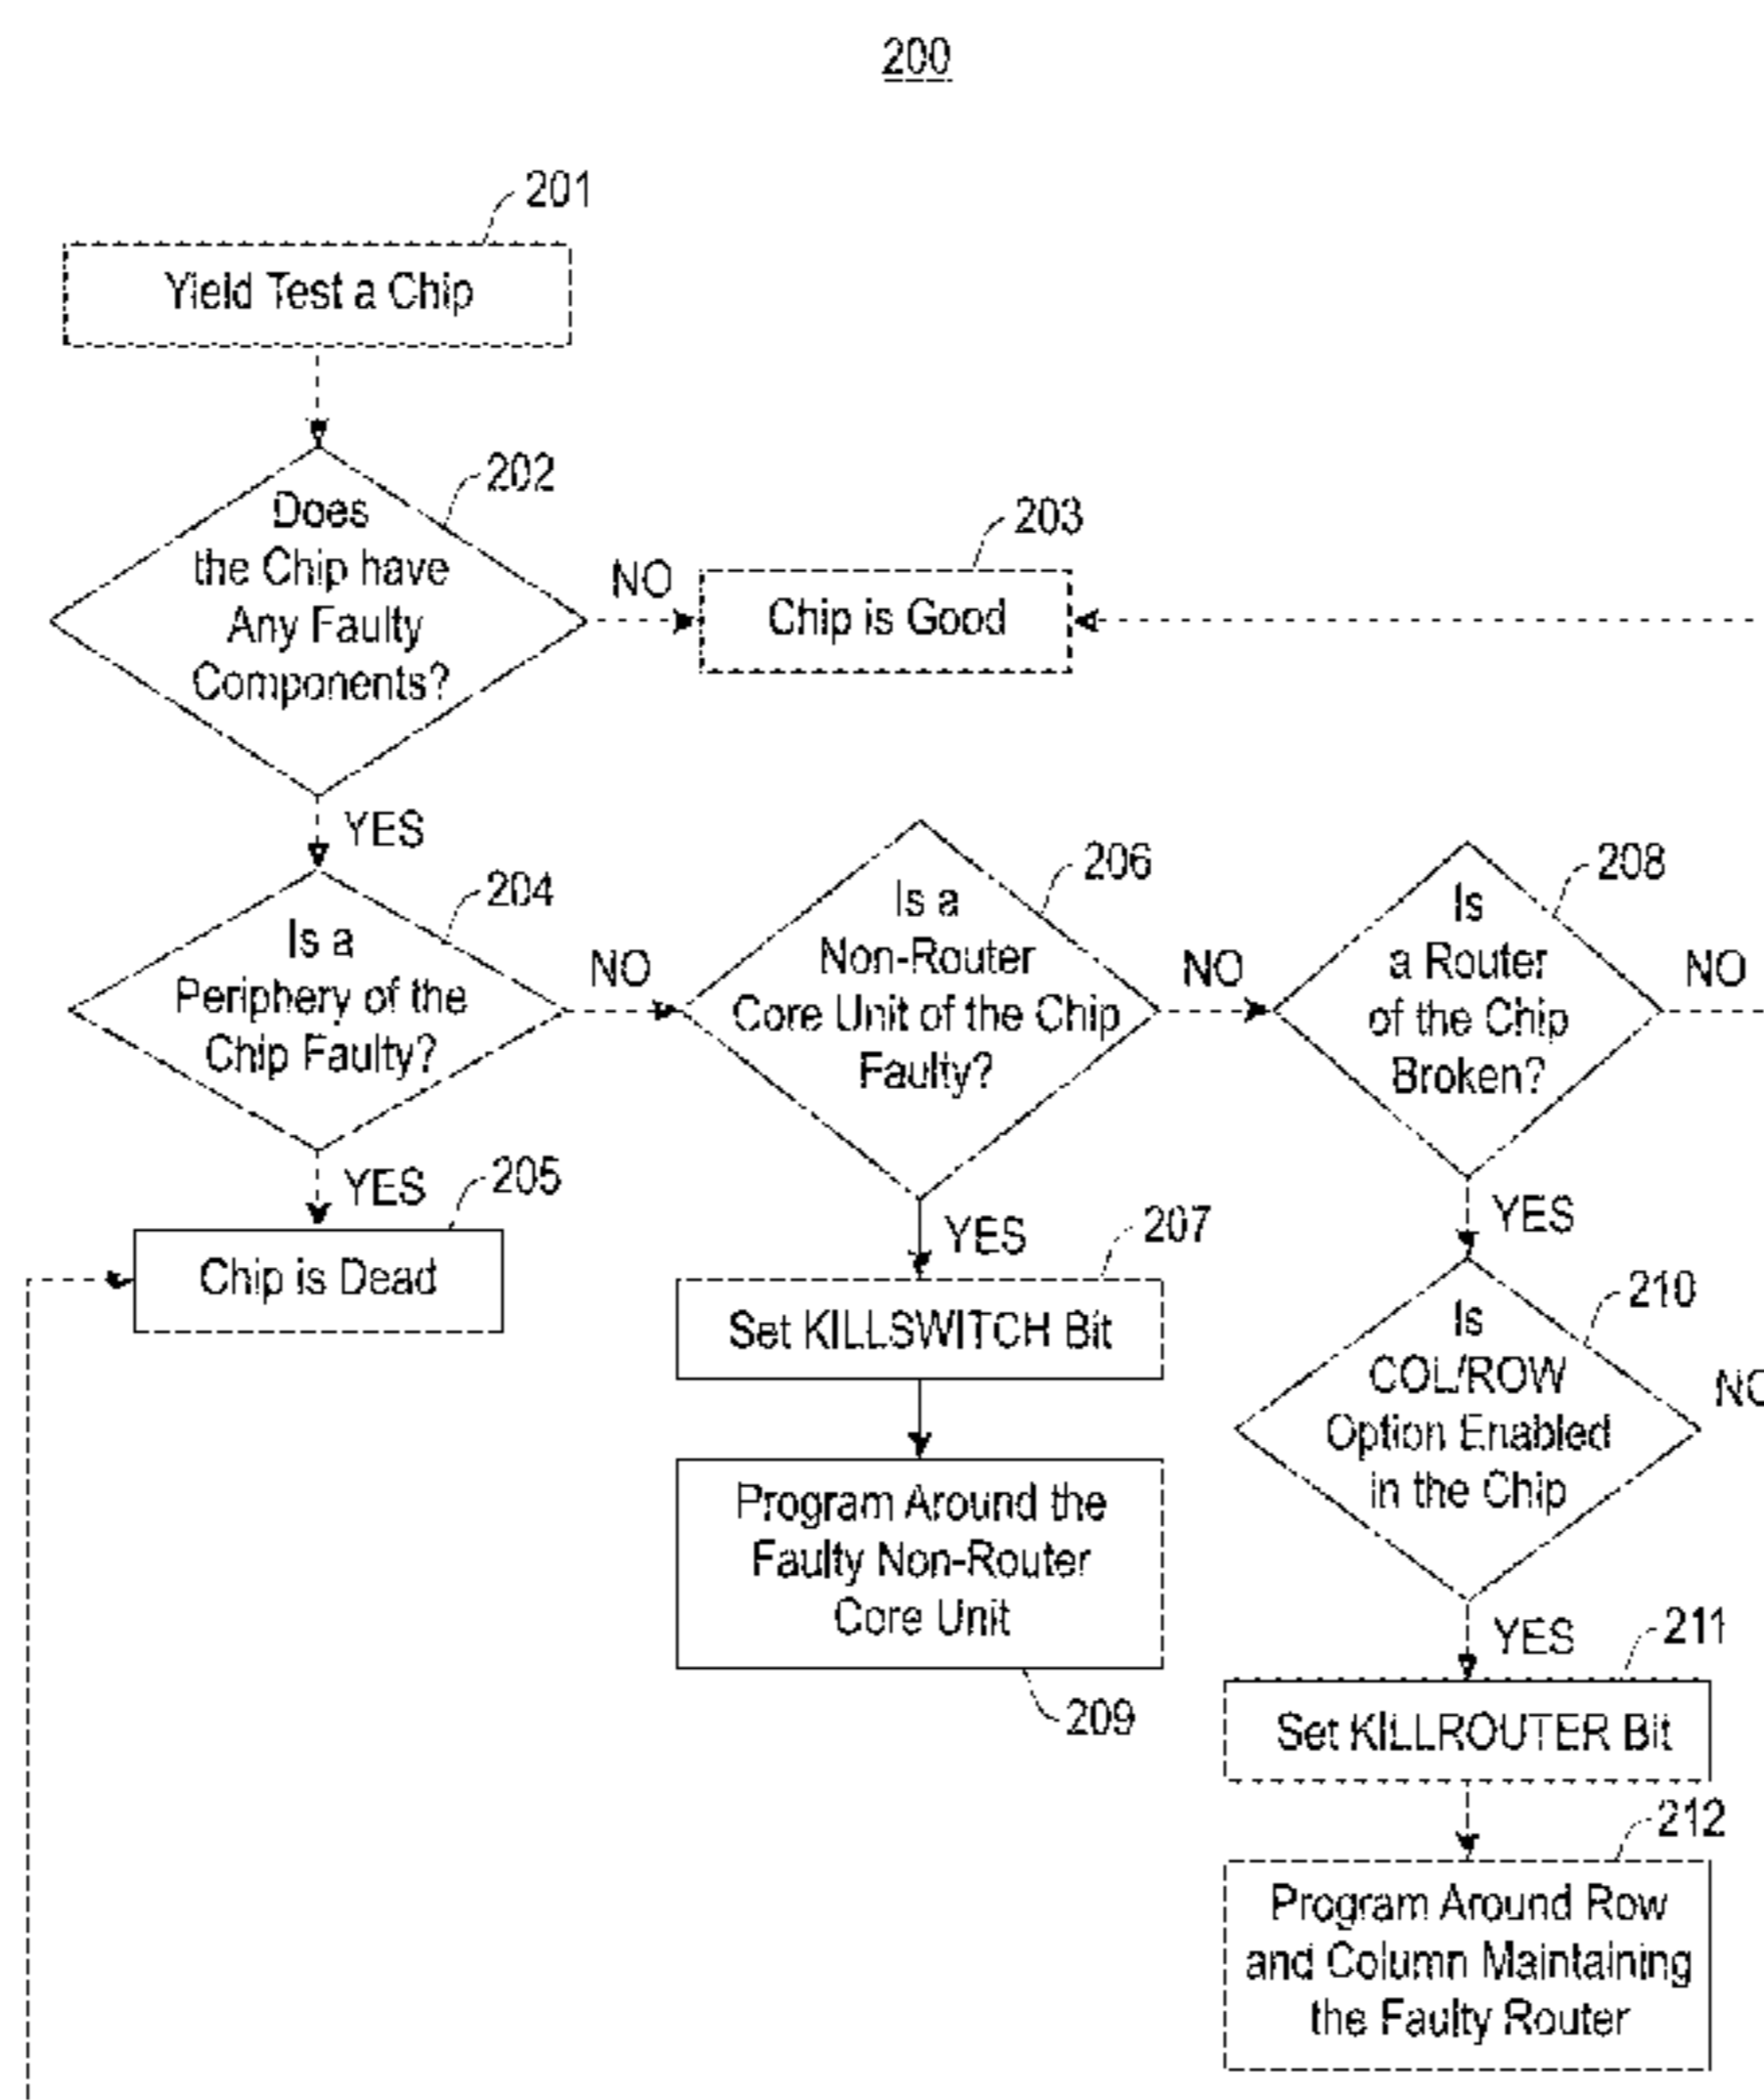 200
201
Yield Test a Chip
202
Does
the Chip have
Any Faulty
Components?
NO
203
Chip is Good
YES
204
Is a
Periphery of the
Chip Faulty?
NO
206
Is a
Non-Router
Core Unit of the Chip
Faulty?
NO
208
Is
a Router
of the Chip
Broken?
NO
YES
205
Chip is Dead
YES
207
Set KILLSWITCH Bit
Program Around the
Faulty Non-Router
Core Unit
209
YES
210
Is
COL/ROW
Option Enabled
in the Chip
NO
YES
211
Set KILLROUTER Bit
212
Program Around Row
and Column Maintaining
the Faulty Router